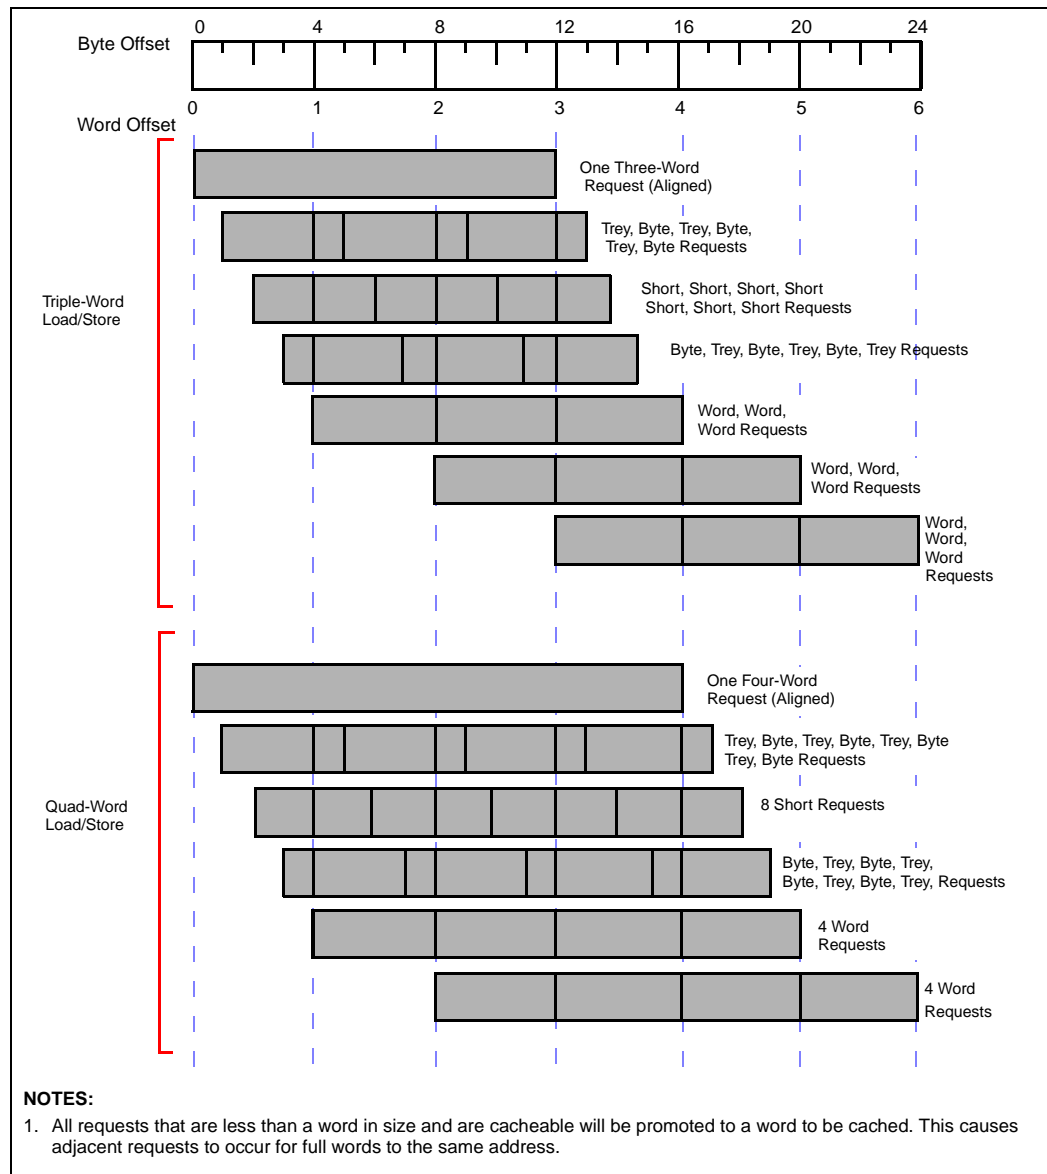 0 4 8 12 16 20 24
Byte Offset
0 1 2 3 4 5 6
Word Offset
One Three-Word
Request (Aligned)
Trey, Byte, Trey, Byte,
Trey, Byte Requests
Triple-Word
Load/Store
Short, Short, Short, Short
Short, Short, Short Requests
Byte, Trey, Byte, Trey, Byte, Trey Requests
Word, Word,
Word Requests
Word, Word,
Word Requests
Word,
Word,
Word
Requests
One Four-Word
Request (Aligned)
Trey, Byte, Trey, Byte, Trey, Byte
Trey, Byte Requests
Quad-Word
Load/Store
8 Short Requests
Byte, Trey, Byte, Trey,
Byte, Trey, Byte, Trey, Requests
4 Word
Requests
4 Word
Requests
NOTES:
1. All requests that are less than a word in size and are cacheable will be promoted to a word to be cached. This causes
adjacent requests to occur for full words to the same address.